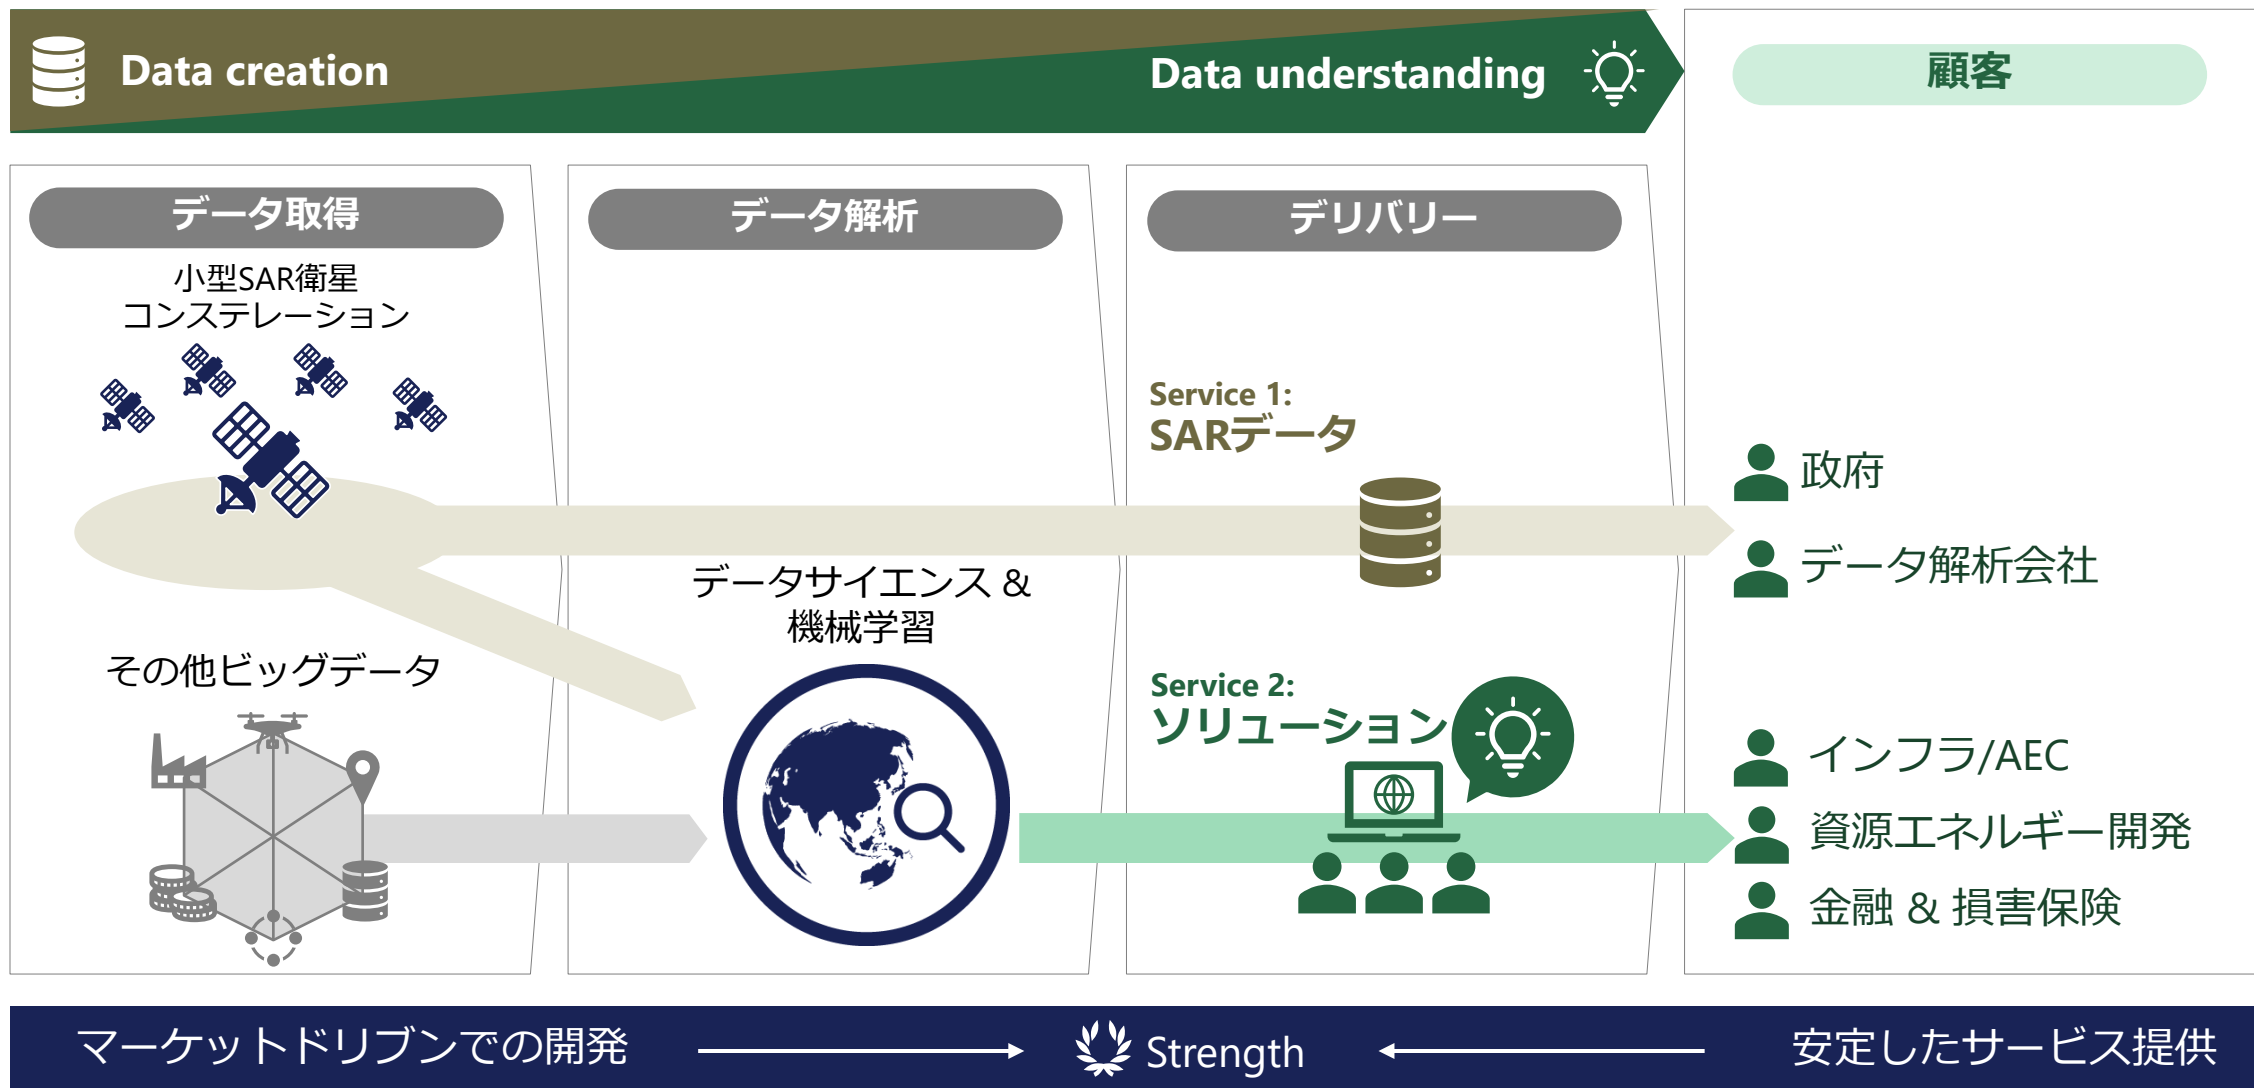 Data creation
Data understanding
顧客
データ取得
データ解析
デリバリー
小型SAR衛星
コンステレーション
Service 1:
SARデータ
政府
データ解析会社
データサイエンス &
機械学習
その他ビッグデータ
Service 2:
ソリューション
インフラ/AEC
資源エネルギー開発
金融 & 損害保険
マーケットドリブンでの開発
Strength
安定したサービス提供